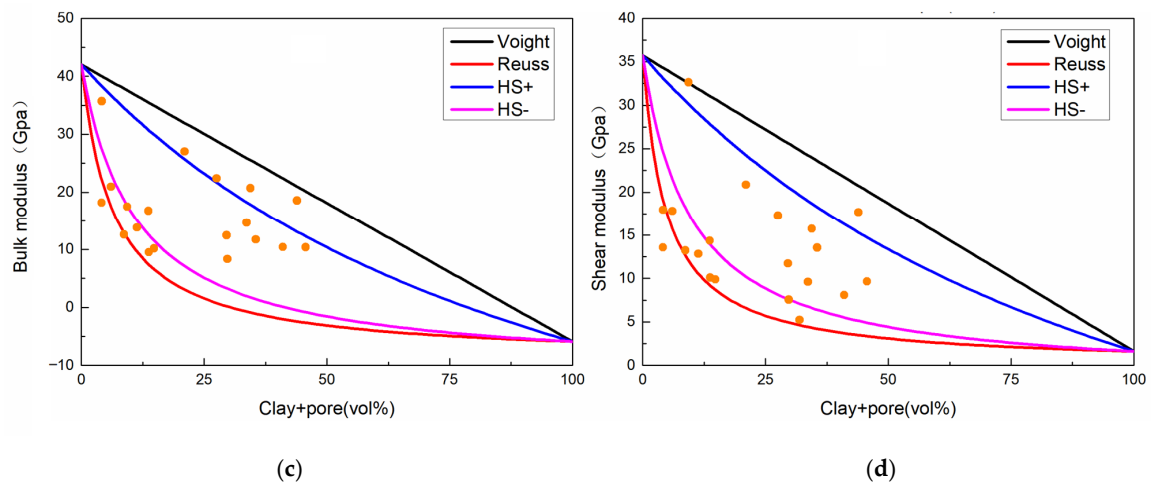 50
40
30
20
10
0
−10
Bulk modulus（Gpa）
Voight
Reuss
HS+
HS-
0
25
50
75
100
Clay+pore(vol%)
(c)
40
35
30
25
20
15
10
5
0
Shear modulus（Gpa）
Voight
Reuss
HS+
HS-
0
25
50
75
100
Clay+pore(vol%)
(d)